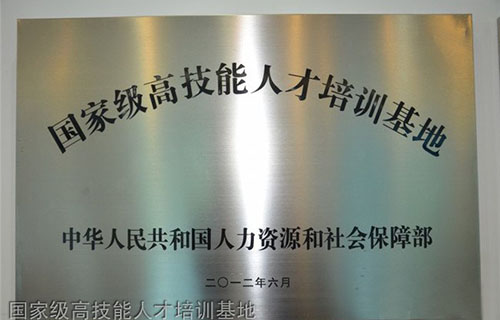 国家级高技能人才培训基地
中华人民共和国人力资源和社会保障部
二〇一二年六月
国家级高技能人才培训基地